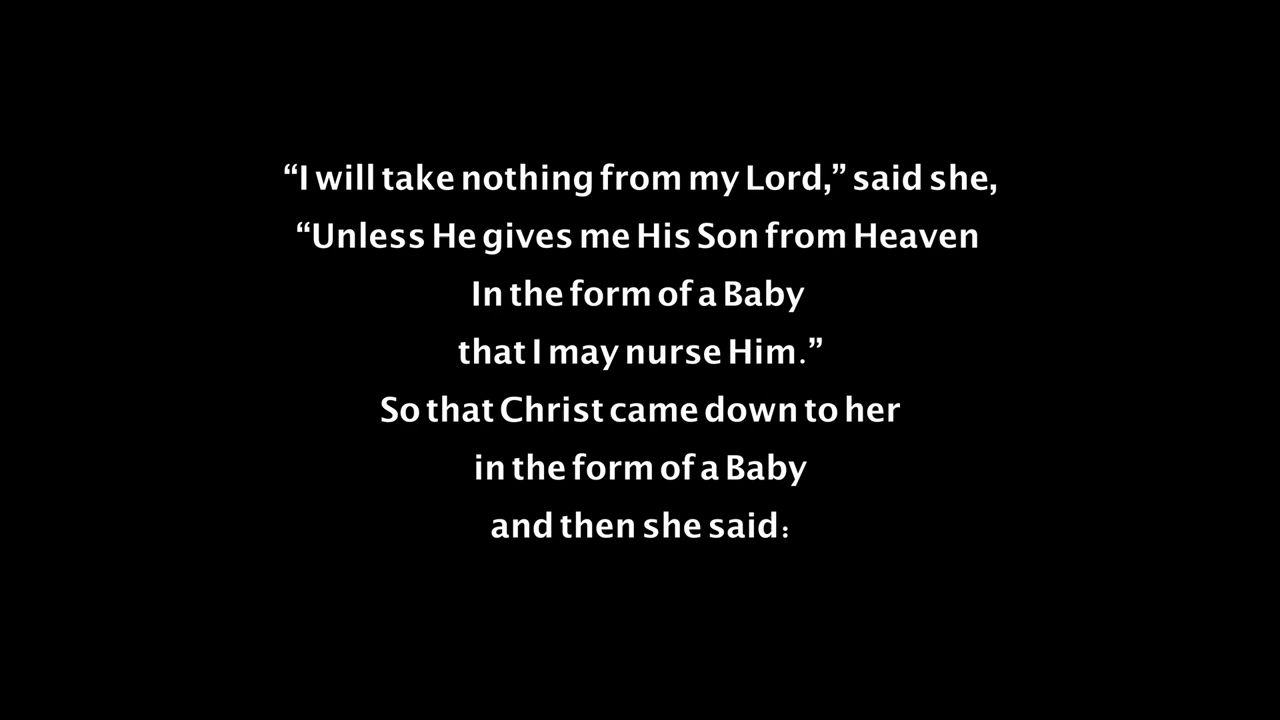 “I will take nothing from my Lord,” said she,
“Unless He gives me His Son from Heaven
In the form of a Baby
that I may nurse Him.”
So that Christ came down to her
in the form of a Baby
and then she said: